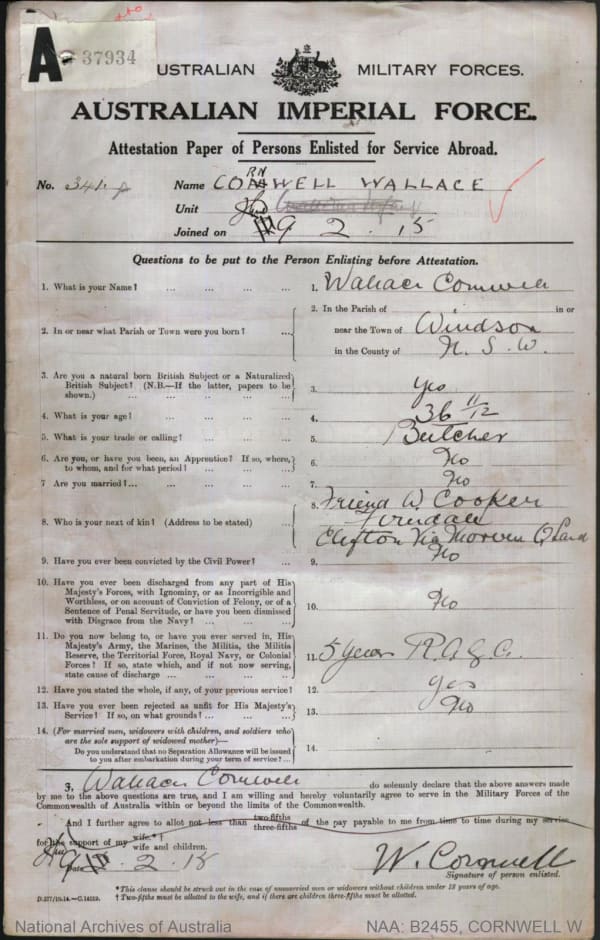 A 37934
USTRALIAN MILITARY FORCES.
AUSTRALIAN IMPERIAL FORCE.
Attestation Paper of Persons Enlisted for Service Abroad.
No. 341 Name CORNWELL WALLACE
Unit
Joined on 9 2. 15
Questions to be put to the Person Enlisting before Attestation.
1. What is your Name? ... ... ... ... 1. Wallace Cornwell
2. In or near what Parish or Town were you born? ... 2. In the Parish of in or
near the Town of Windsor
in the County of N. S. W.
3. Are you a natural born British Subject or a Naturalized
British Subject? (N.B.—If the latter, papers to be
shown.) ... ... ... ... ... 3. Yes
4. What is your age? ... ... ... ... 4. 36 11/12
5. What is your trade or calling? ... ... ... 5. Butcher
6. Are you, or have you been, an Apprentice? If so, where,
to whom, and for what period? ... ... ... 6. No
7 Are you married? ... ... ... ... 7. No
8. Who is your next of kin? (Address to be stated) ... 8. Friend W. Cooker
Ferndale
Clifton Via Morven Q Land
9. Have you ever been convicted by the Civil Power? ... 9. No
10. Have you ever been discharged from any part of His
Majesty's Forces, with Ignominy, or as Incorrigible and
Worthless, or on account of Conviction of Felony, or of a
Sentence of Penal Servitude, or have you been dismissed
with Disgrace from the Navy? ... ... ... 10. No
11. Do you now belong to, or have you ever served in, His
Majesty's Army, the Marines, the Militia, the Militia
Reserve, the Territorial Force, Royal Navy, or Colonial
Forces? If so, state which, and if not now serving,
state cause of discharge ... ... ... ... 11. 5 years R.A.G.A.
12. Have you stated the whole, if any, of your previous service? 12. Yes
13. Have you ever been rejected as unfit for His Majesty's
Service? If so, on what grounds? ... ... ... 13. No
14. (For married men, widowers with children, and soldiers who
are the sole support of widowed mother)—
Do you understand that no Separation Allowance will be issued
to you after embarkation during your term of service? ... 14.
I, Wallace Cornwell do solemnly declare that the above answers made
by me to the above questions are true, and I am willing and hereby voluntarily agree to serve in the Military Forces of the
Commonwealth of Australia within or beyond the limits of the Commonwealth.
And I further agree to allot not less than two-fifths three-fifths of the pay payable to me from time to time during my service
for the support of my wife.*† wife and children.
Date 9. 2. 15 W. Cornwell
Signature of person enlisted.
*This clause should be struck out in the case of unmarried men or widowers without children under 18 years of age.
D.277/10.14.—C.14512. † Two-fifths must be allotted to the wife, and if there are children three-fifths must be allotted.
National Archives of Australia NAA: B2455, CORNWELL W